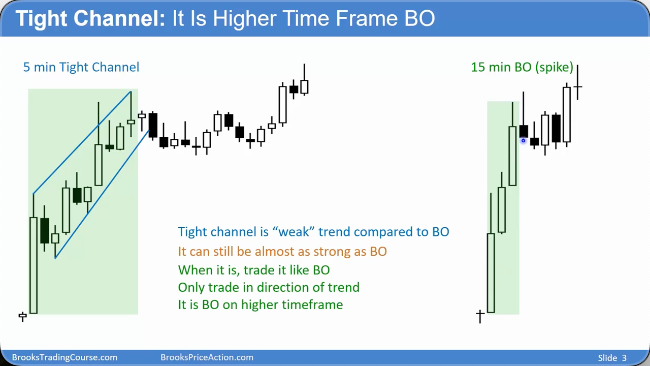 Tight Channel: It Is Higher Time Frame BO
5 min Tight Channel
15 min BO (spike)
Tight channel is “weak” trend compared to BO
It can still be almost as strong as BO
When it is, trade it like BO
Only trade in direction of trend
It is BO on higher timeframe
BrooksTradingCourse.com
BrooksPriceAction.com
Slide 3